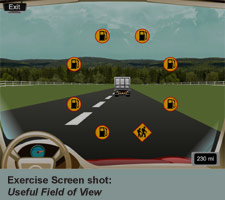 Exit
230 mi
Exercise Screen shot:
Useful Field of View